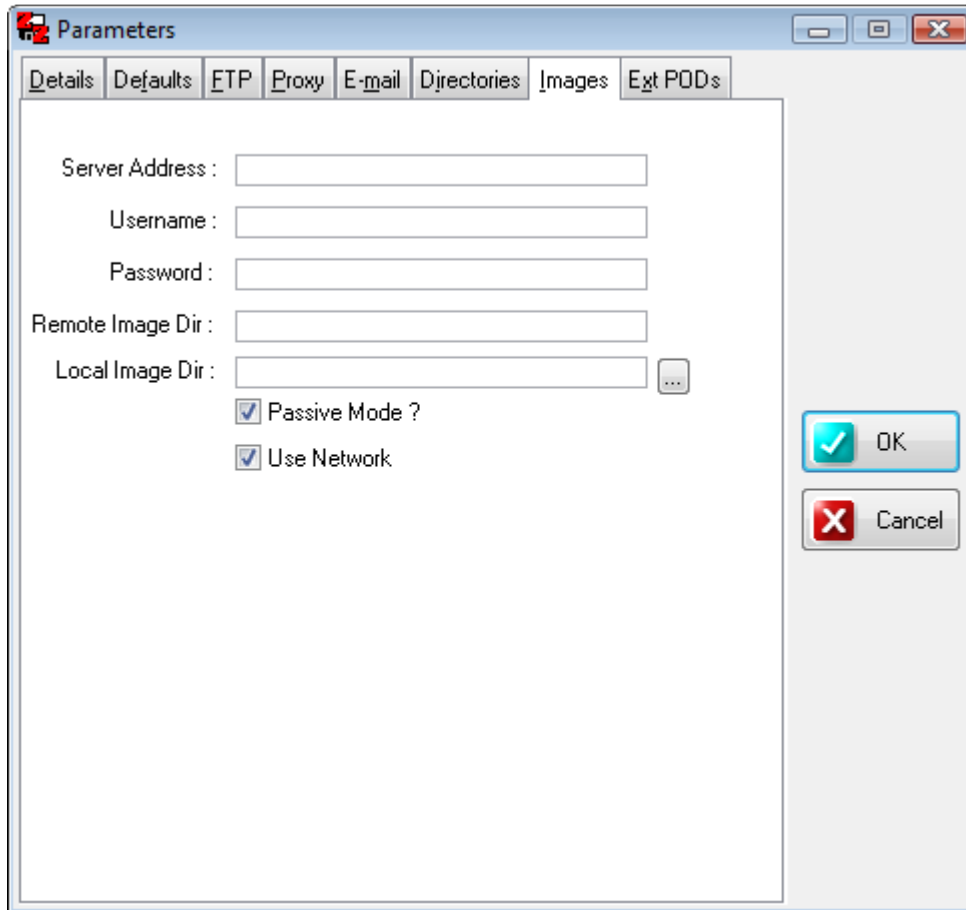 Parameters
Details Defaults FTP Proxy E-mail Directories Images Ext PODs
Server Address :
Username :
Password :
Remote Image Dir :
Local Image Dir : ...
Passive Mode ?
Use Network
OK
Cancel